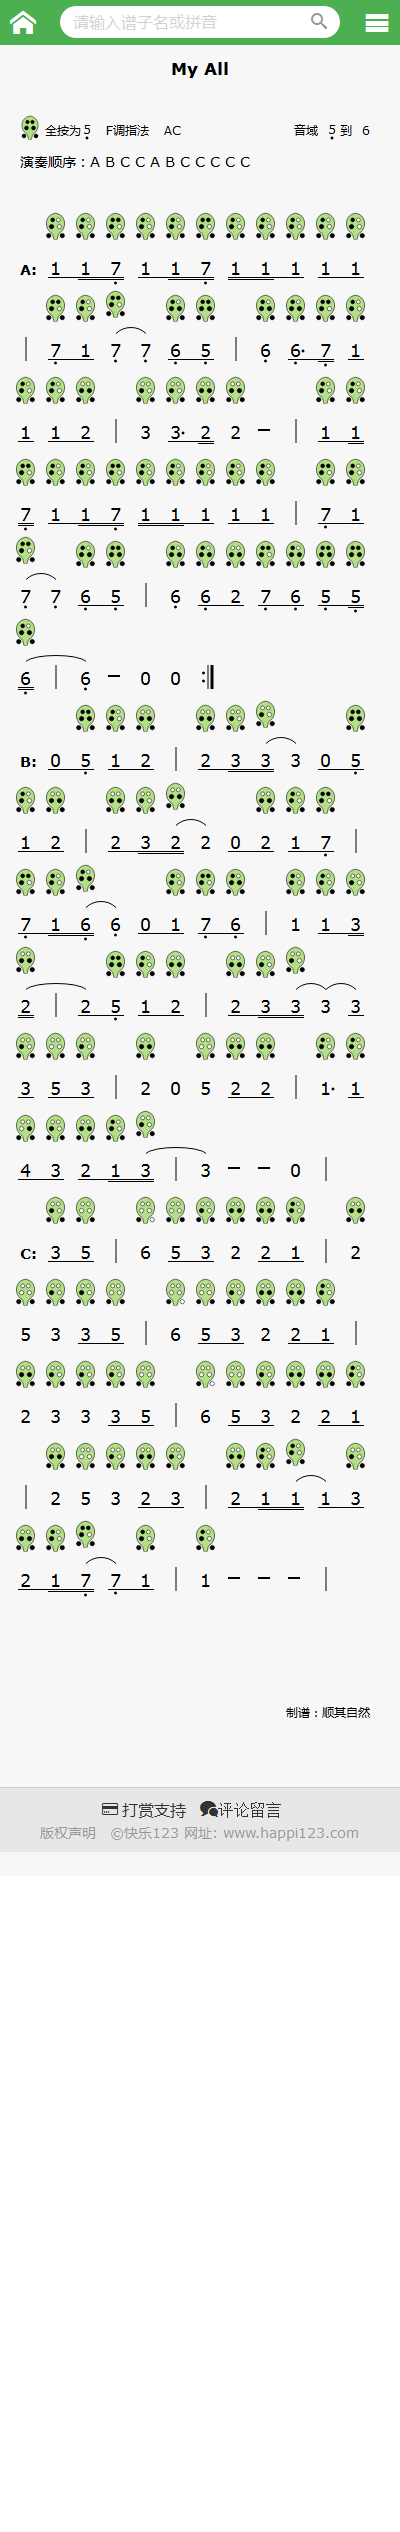 请输入谱子名或拼音
My All
全按为5̣ F调指法 AC 音域 5̣ 到 6
演奏顺序：A B C C A B C C C C C
A: 1 1 7̣ 1 1 7̣ 1 1 1 1 1
| 7̣ 1 7̣ 7̣ 6̣ 5̣ | 6̣ 6̣· 7̣ 1
1 1 2 | 3 3· 2 2 − | 1 1
7̣ 1 1 7̣ 1 1 1 1 1 | 7̣ 1
7̣ 7̣ 6̣ 5̣ | 6̣ 6̣ 2 7̣ 6̣ 5̣ 5̣
6̣ | 6̣ − 0 0 :||
B: 0 5̣ 1 2 | 2 3 3 3 0 5̣
1 2 | 2 3 2 2 0 2 1 7̣ |
7̣ 1 6̣ 6̣ 0 1 7̣ 6̣ | 1 1 3
2 | 2 5̣ 1 2 | 2 3 3 3 3
3 5 3 | 2 0 5 2 2 | 1· 1
4 3 2 1 3 | 3 − − 0 |
C: 3 5 | 6 5 3 2 2 1 | 2
5 3 3 5 | 6 5 3 2 2 1 |
2 3 3 3 5 | 6 5 3 2 2 1
| 2 5 3 2 3 | 2 1 1 1 3
2 1 7̣ 7̣ 1 | 1 − − − |
制谱：顺其自然
打赏支持 评论留言
版权声明 ©快乐123 网址: www.happi123.com